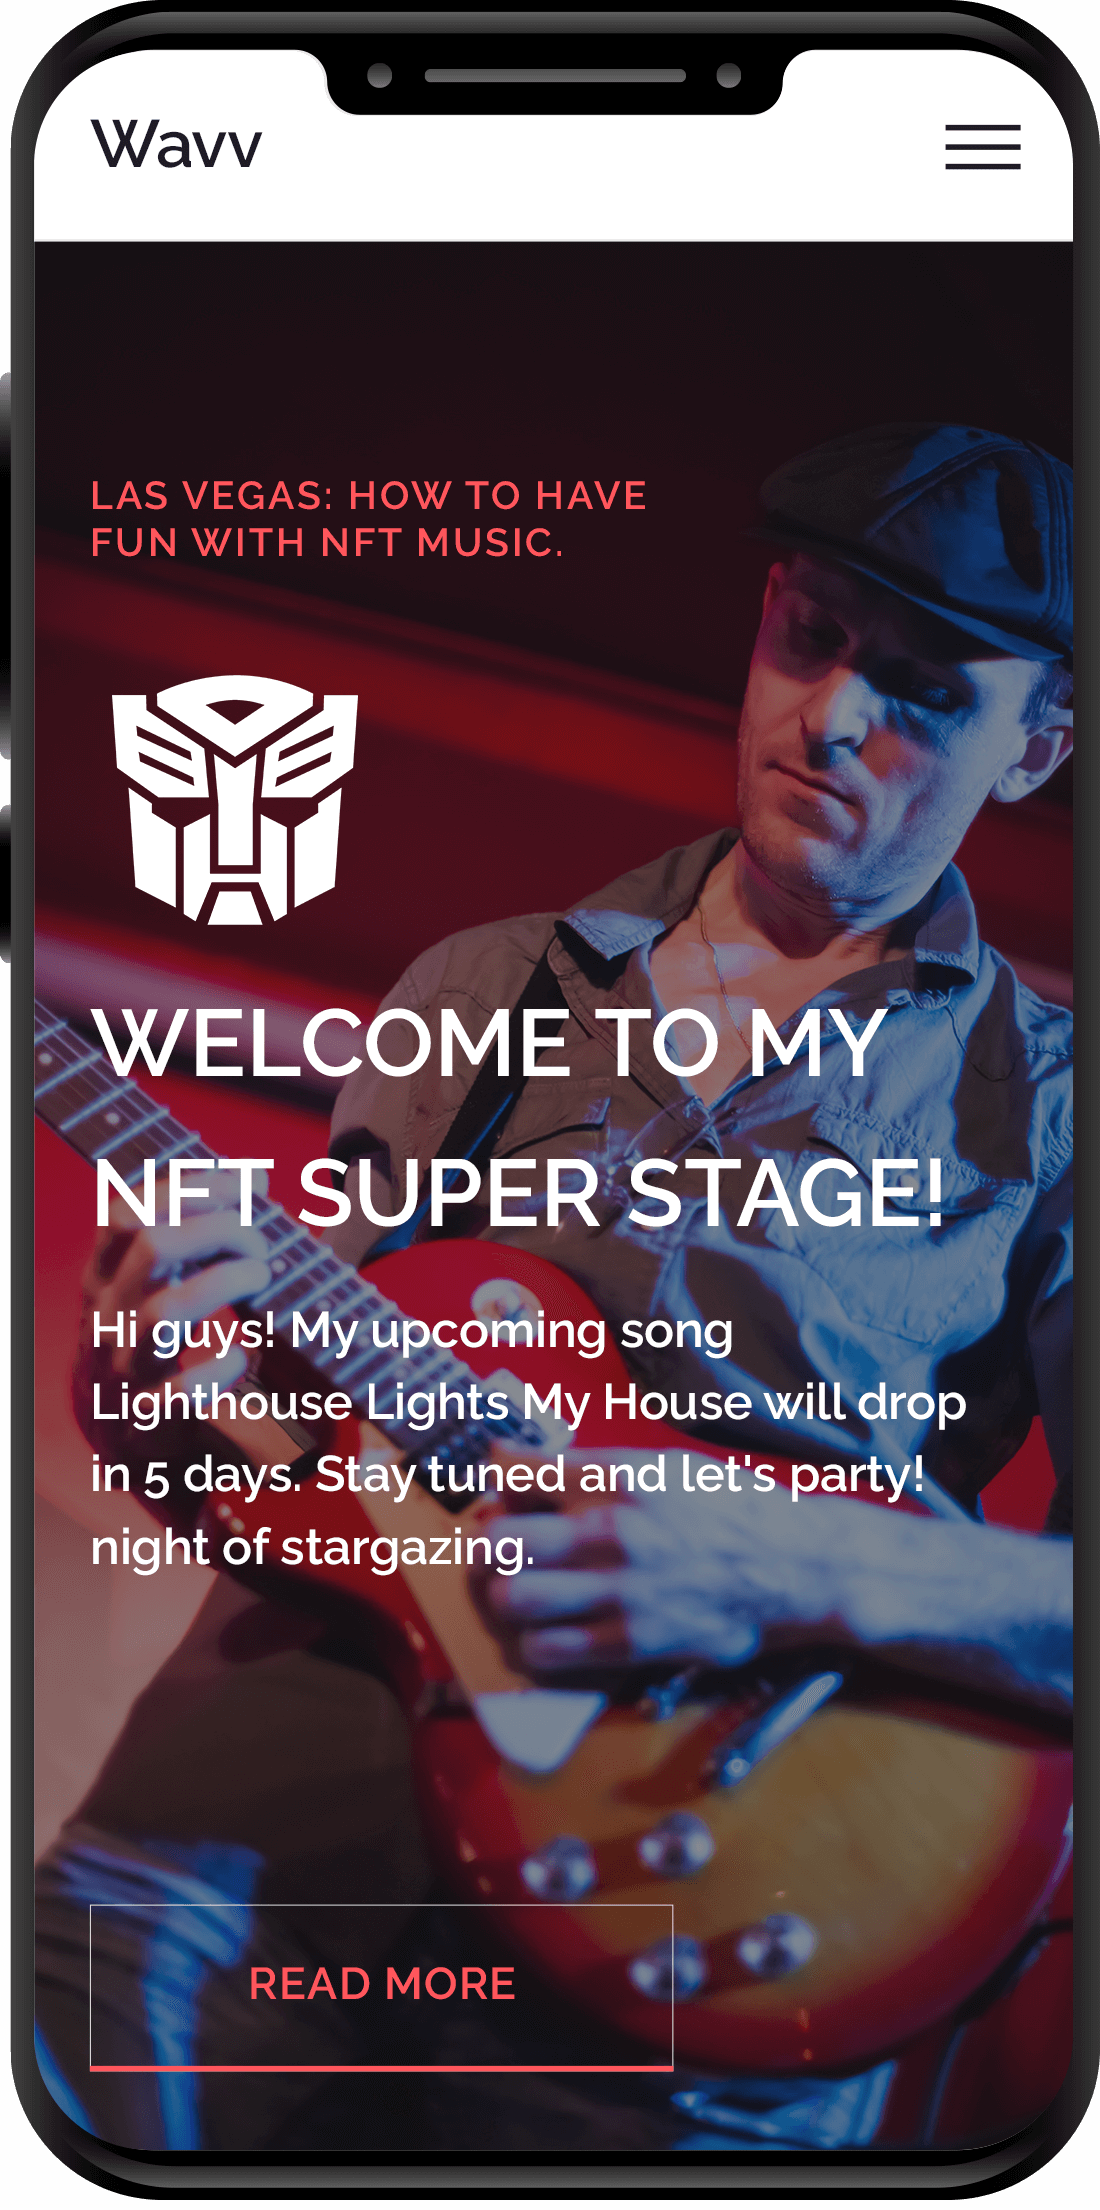 Wavv
LAS VEGAS: HOW TO HAVE
FUN WITH NFT MUSIC.
WELCOME TO MY
NFT SUPER STAGE!
Hi guys! My upcoming song
Lighthouse Lights My House will drop
in 5 days. Stay tuned and let's party!
night of stargazing.
READ MORE